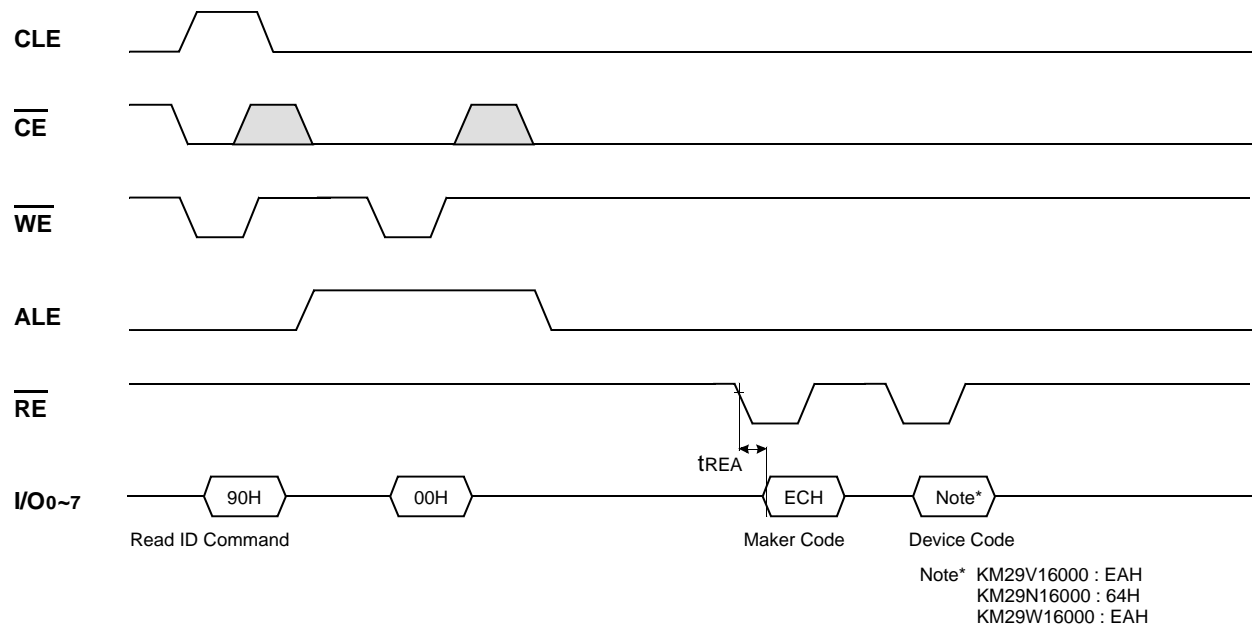 CLE
CE
WE
ALE
RE
tREA
I/O0~7
90H
00H
ECH
Note*
Read ID Command
Maker Code
Device Code
Note* KM29V16000 : EAH
KM29N16000 : 64H
KM29W16000 : EAH